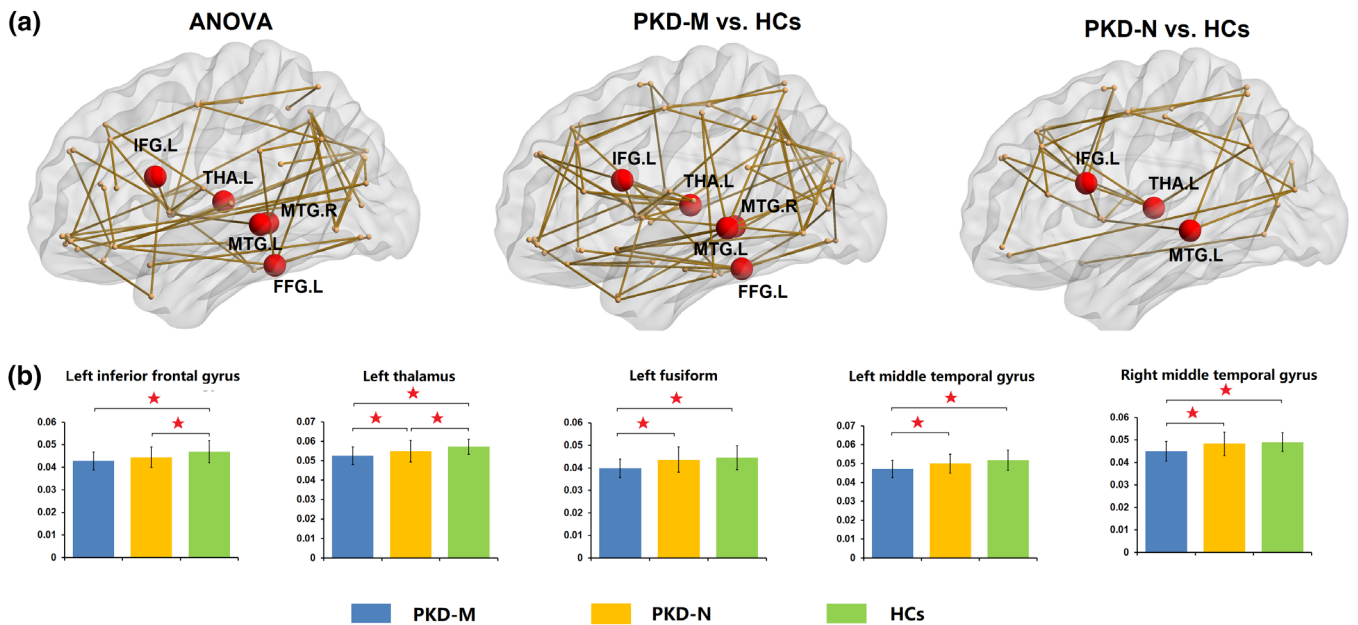 (a)
ANOVA
PKD-M vs. HCs
PKD-N vs. HCs
IFG.L
THA.L
MTG.R
MTG.L
FFG.L
IFG.L
THA.L
MTG.R
MTG.L
FFG.L
IFG.L
THA.L
MTG.L
(b)
Left inferior frontal gyrus
0.06
0.05
0.04
0.03
0.02
0.01
0
Left thalamus
0.07
0.06
0.05
0.04
0.03
0.02
0.01
0
Left fusiform
0.06
0.05
0.04
0.03
0.02
0.01
0
Left middle temporal gyrus
0.07
0.06
0.05
0.04
0.03
0.02
0.01
0
Right middle temporal gyrus
0.06
0.05
0.04
0.03
0.02
0.01
0
PKD-M
PKD-N
HCs